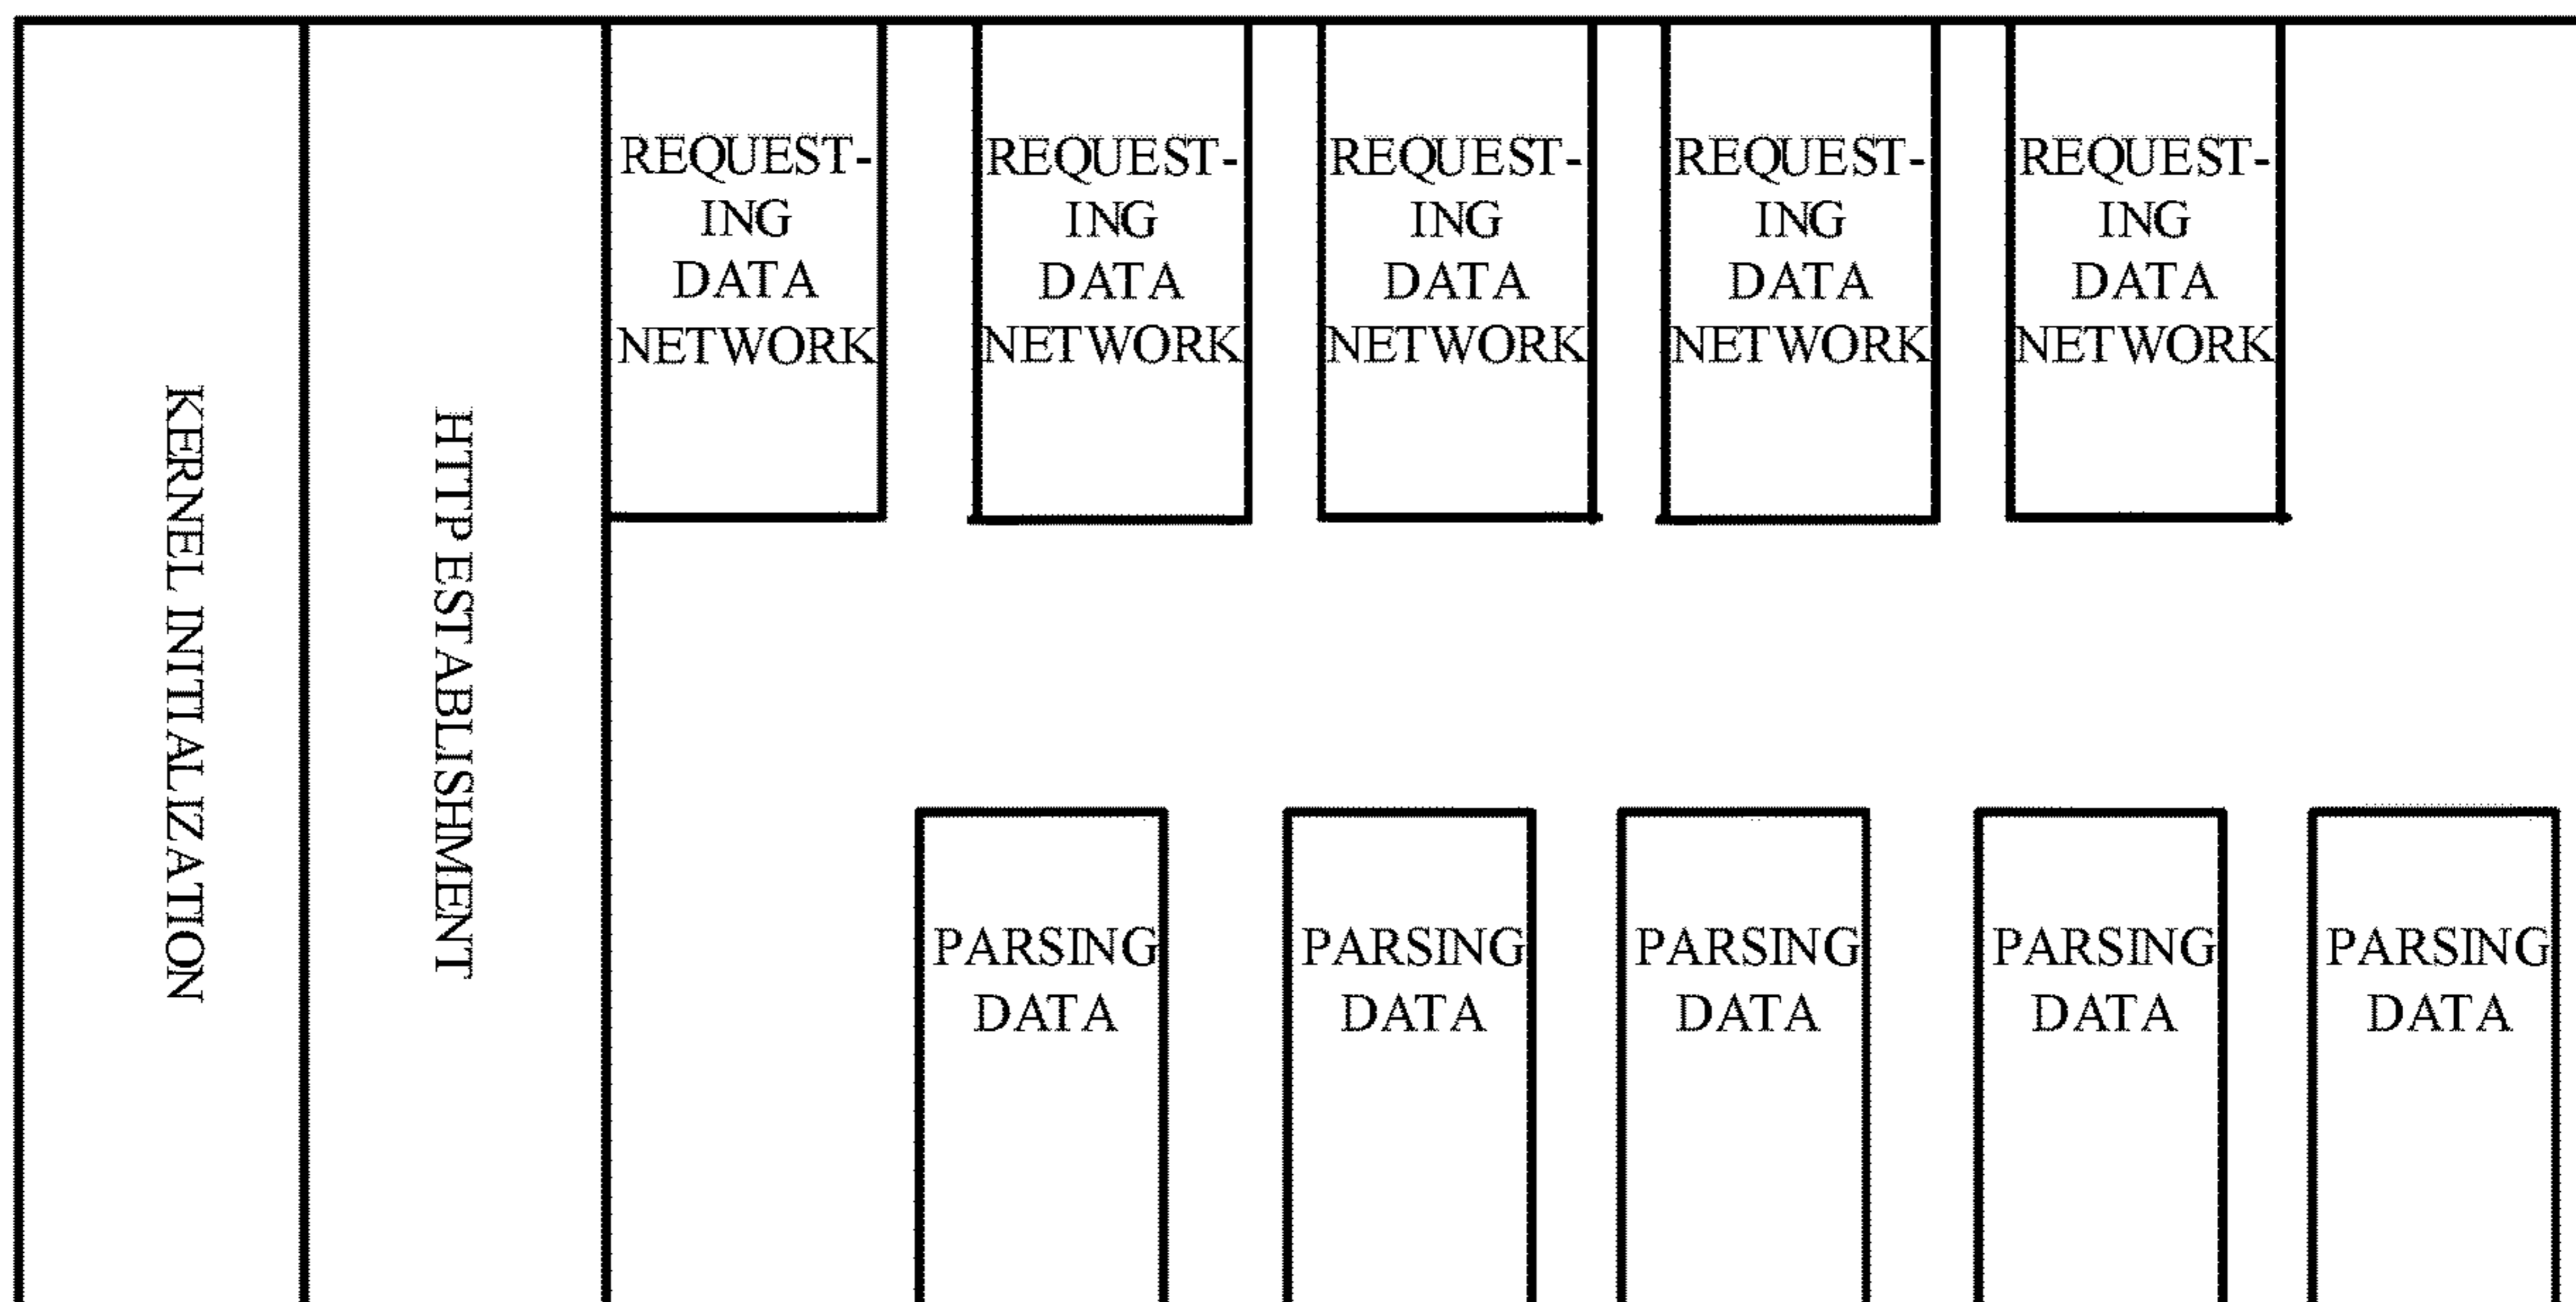 KERNEL INITIALIZATION
HTTP ESTABLISHMENT
REQUEST-
ING
DATA
NETWORK
REQUEST-
ING
DATA
NETWORK
REQUEST-
ING
DATA
NETWORK
REQUEST-
ING
DATA
NETWORK
REQUEST-
ING
DATA
NETWORK
PARSING
DATA
PARSING
DATA
PARSING
DATA
PARSING
DATA
PARSING
DATA